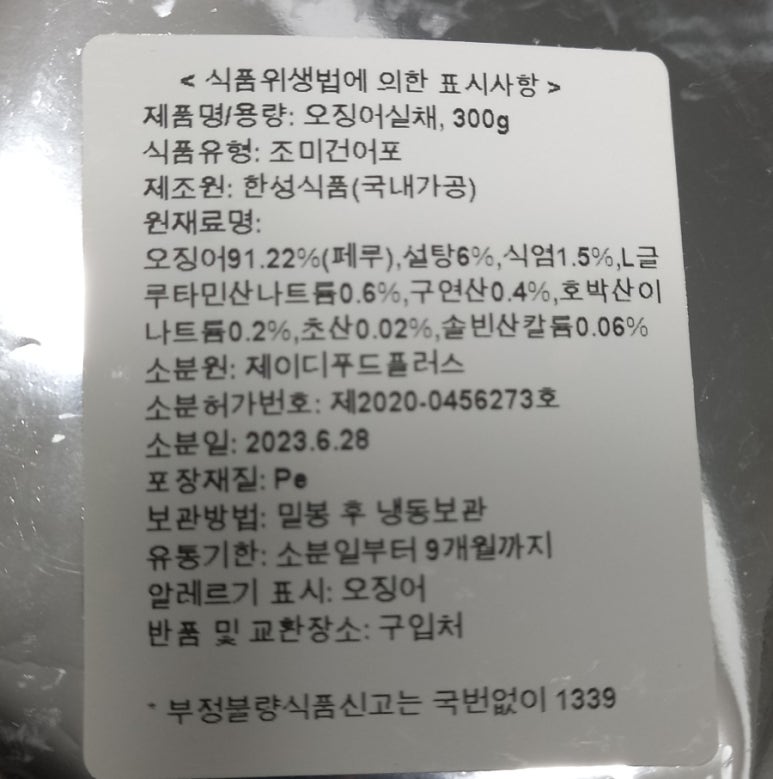 < 식품위생법에 의한 표시사항 >
제품명/용량: 오징어실채, 300g
식품유형: 조미건어포
제조원: 한성식품(국내가공)
원재료명:
오징어91.22%(페루),설탕6%,식염1.5%,L글
루타민산나트륨0.6%,구연산0.4%,호박산이
나트륨0.2%,초산0.02%,솔빈산칼륨0.06%
소분원: 제이디푸드플러스
소분허가번호: 제2020-0456273호
소분일: 2023.6.28
포장재질: Pe
보관방법: 밀봉 후 냉동보관
유통기한: 소분일부터 9개월까지
알레르기 표시: 오징어
반품 및 교환장소: 구입처
* 부정불량식품신고는 국번없이 1339